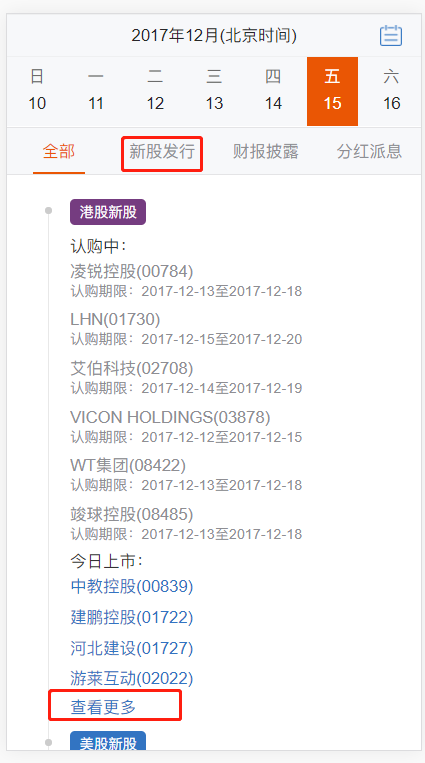 2017年12月(北京时间)
日 一 二 三 四 五 六
10 11 12 13 14 15 16
全部 新股发行 财报披露 分红派息
港股新股
认购中：
凌锐控股(00784)
认购期限：2017-12-13至2017-12-18
LHN(01730)
认购期限：2017-12-15至2017-12-20
艾伯科技(02708)
认购期限：2017-12-14至2017-12-19
VICON HOLDINGS(03878)
认购期限：2017-12-12至2017-12-15
WT集团(08422)
认购期限：2017-12-13至2017-12-18
竣球控股(08485)
认购期限：2017-12-13至2017-12-18
今日上市：
中教控股(00839)
建鹏控股(01722)
河北建设(01727)
游莱互动(02022)
查看更多
美股新股